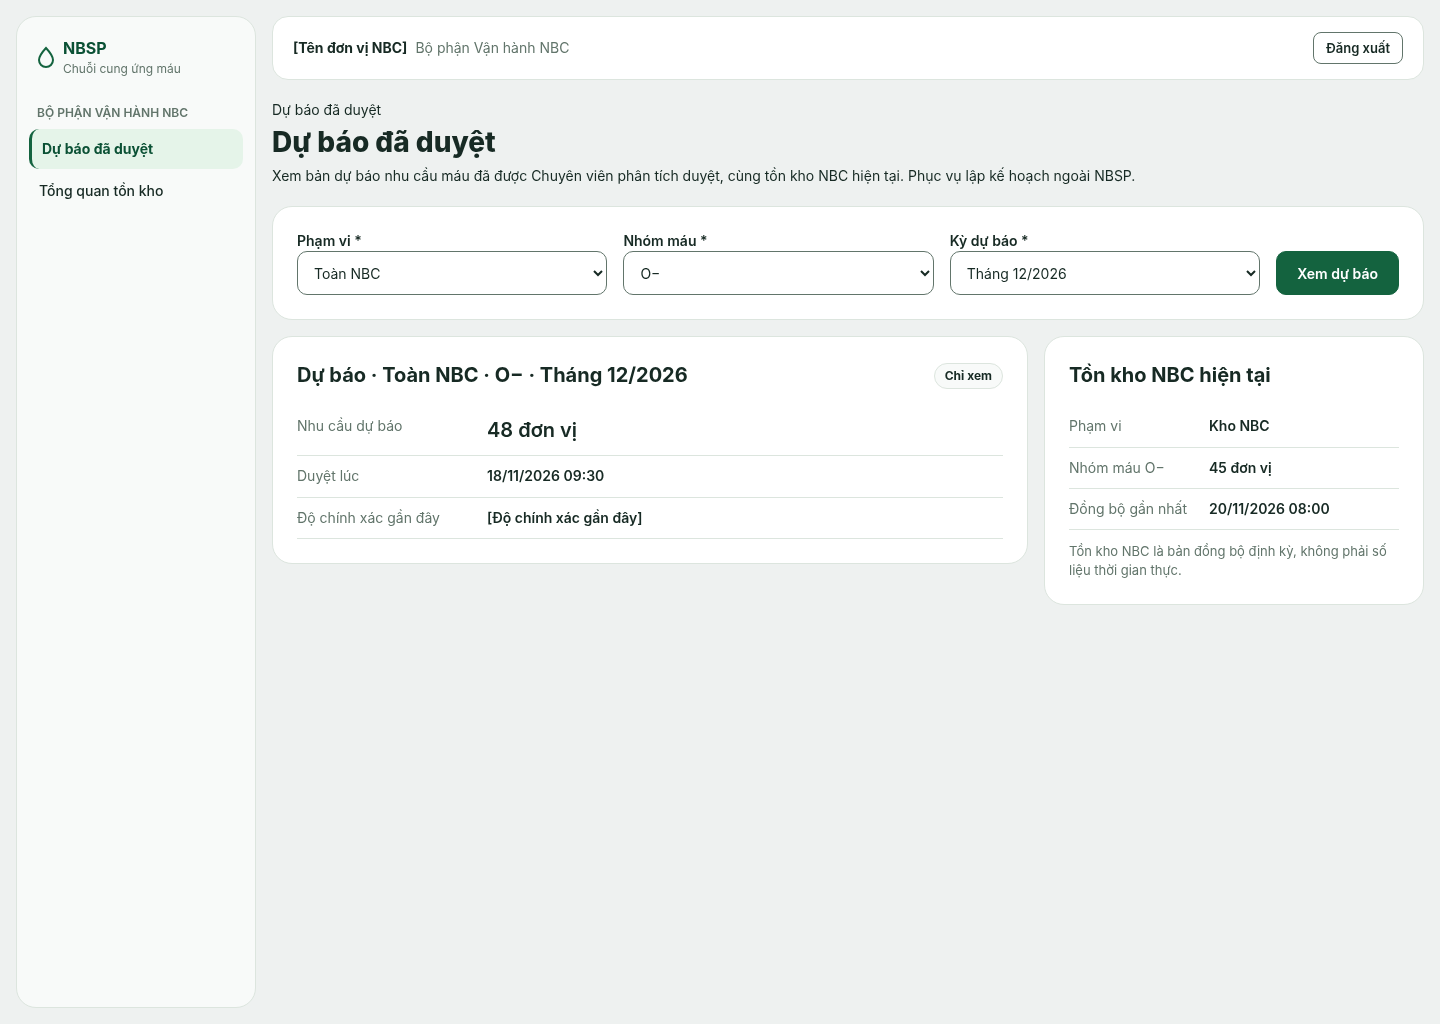 NBSP
Chuỗi cung ứng máu
BỘ PHẬN VẬN HÀNH NBC
Dự báo đã duyệt
Tổng quan tồn kho
[Tên đơn vị NBC] Bộ phận Vận hành NBC
Đăng xuất
Dự báo đã duyệt
Dự báo đã duyệt
Xem bản dự báo nhu cầu máu đã được Chuyên viên phân tích duyệt, cùng tồn kho NBC hiện tại. Phục vụ lập kế hoạch ngoài NBSP.
Phạm vi *
Toàn NBC
Nhóm máu *
O−
Kỳ dự báo *
Tháng 12/2026
Xem dự báo
Dự báo · Toàn NBC · O− · Tháng 12/2026
Chỉ xem
Nhu cầu dự báo 48 đơn vị
Duyệt lúc 18/11/2026 09:30
Độ chính xác gần đây [Độ chính xác gần đây]
Tồn kho NBC hiện tại
Phạm vi Kho NBC
Nhóm máu O− 45 đơn vị
Đồng bộ gần nhất 20/11/2026 08:00
Tồn kho NBC là bản đồng bộ định kỳ, không phải số
liệu thời gian thực.